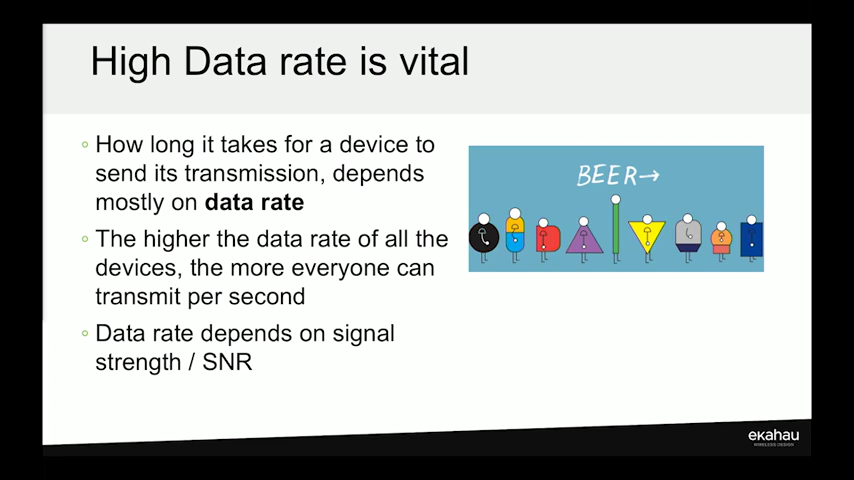 High Data rate is vital
◦ How long it takes for a device to
send its transmission, depends
mostly on data rate
◦ The higher the data rate of all the
devices, the more everyone can
transmit per second
◦ Data rate depends on signal
strength / SNR
BEER→
ekahau
WIRELESS DESIGN